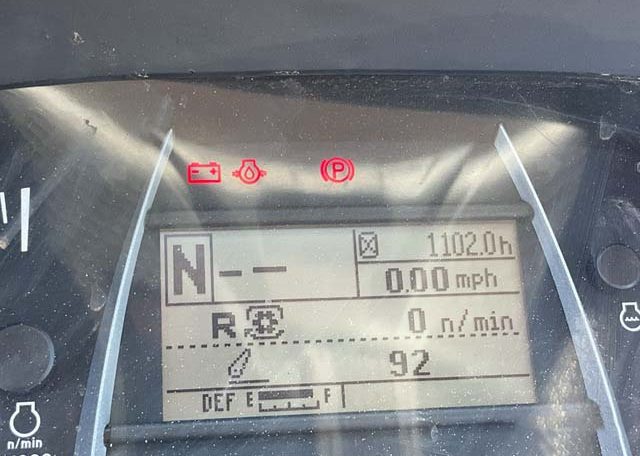 P
N -- 1102.0h
0.00 mph
R 0 n/min
92
DEF E F
n/min